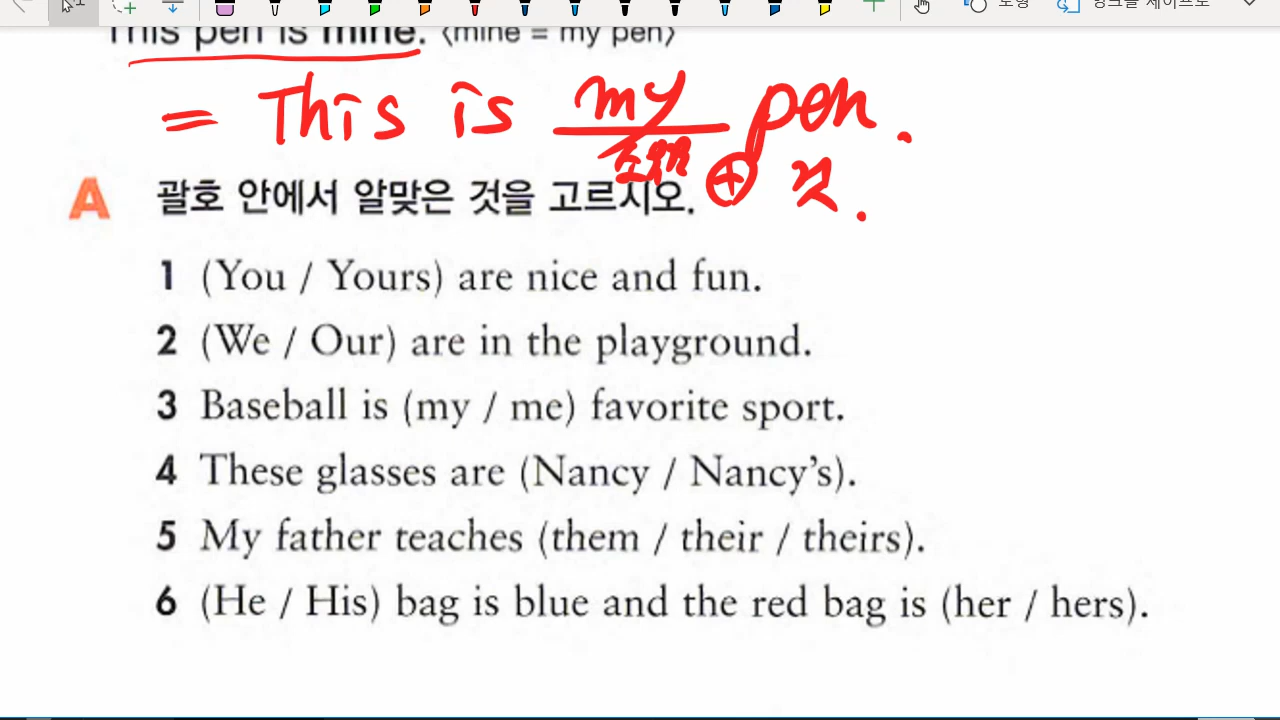 This pen is mine. 〈mine = my pen〉
= This is my pen.
소유격 ⊕
A 괄호 안에서 알맞은 것을 고르시오.
1 (You / Yours) are nice and fun.
2 (We / Our) are in the playground.
3 Baseball is (my / me) favorite sport.
4 These glasses are (Nancy / Nancy’s).
5 My father teaches (them / their / theirs).
6 (He / His) bag is blue and the red bag is (her / hers).